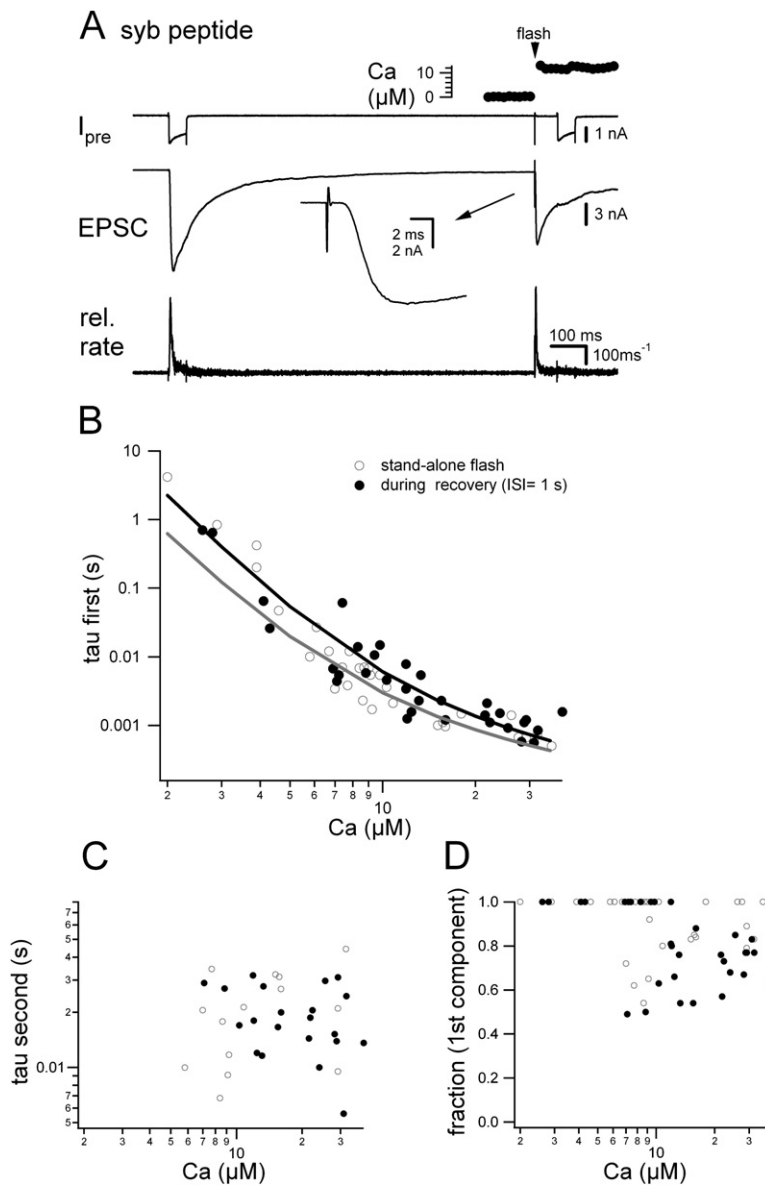 A syb peptide
flash
Ca
(µM)
10
0
I pre
1 nA
EPSC
3 nA
2 ms
2 nA
rel.
rate
100 ms
100ms-1
B
10
1
0.1
0.01
0.001
tau first (s)
stand-alone flash
during recovery (ISI= 1 s)
2 3 4 5 6 7 8 9 10 2 3
Ca (µM)
C
8
7
6
5
4
3
2
0.01
8
7
6
5
tau second (s)
2 3 4 5 6 7 8 9 10 2 3
Ca (µM)
D
1.0
0.8
0.6
0.4
0.2
0.0
fraction (1st component)
2 3 4 5 6 7 8 9 10 2 3
Ca (µM)